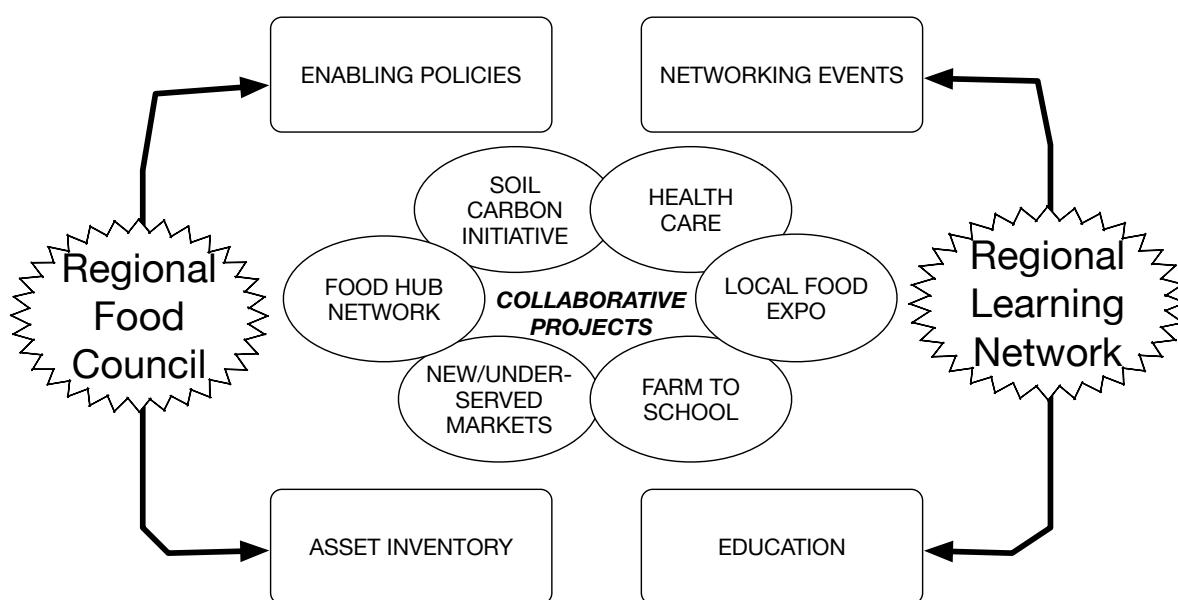 ENABLING POLICIES
NETWORKING EVENTS
SOIL
CARBON
INITIATIVE
HEALTH
CARE
Regional
Food
Council
FOOD HUB
NETWORK
COLLABORATIVE
PROJECTS
LOCAL FOOD
EXPO
Regional
Learning
Network
NEW/UNDER-
SERVED
MARKETS
FARM TO
SCHOOL
ASSET INVENTORY
EDUCATION